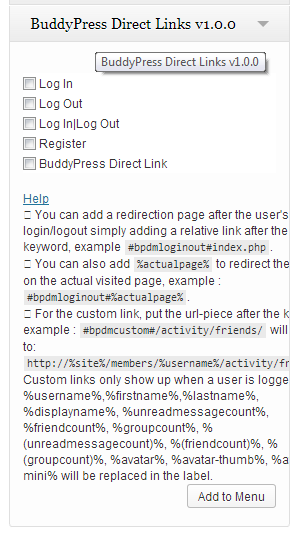 BuddyPress Direct Links v1.0.0
BuddyPress Direct Links v1.0.0
Log In
Log Out
Log In|Log Out
Register
BuddyPress Direct Link
Help
You can add a redirection page after the user's
login/logout simply adding a relative link after the
keyword, example #bpdmloginout#index.php .
You can also add %actualpage% to redirect the
on the actual visited page, example :
#bpdmloginout#%actualpage% .
For the custom link, put the url-piece after the k
example : #bpdmcustom#/activity/friends/ will
to:
http://%site%/members/%username%/activity/fr
Custom links only show up when a user is logge
%username%,%firstname%,%lastname%,
%displayname%, %unreadmessagecount%,
%friendcount%, %groupcount%, %
(unreadmessagecount)%, %(friendcount)%, %
(groupcount)%, %avatar%, %avatar-thumb%, %a
mini% will be replaced in the label.
Add to Menu